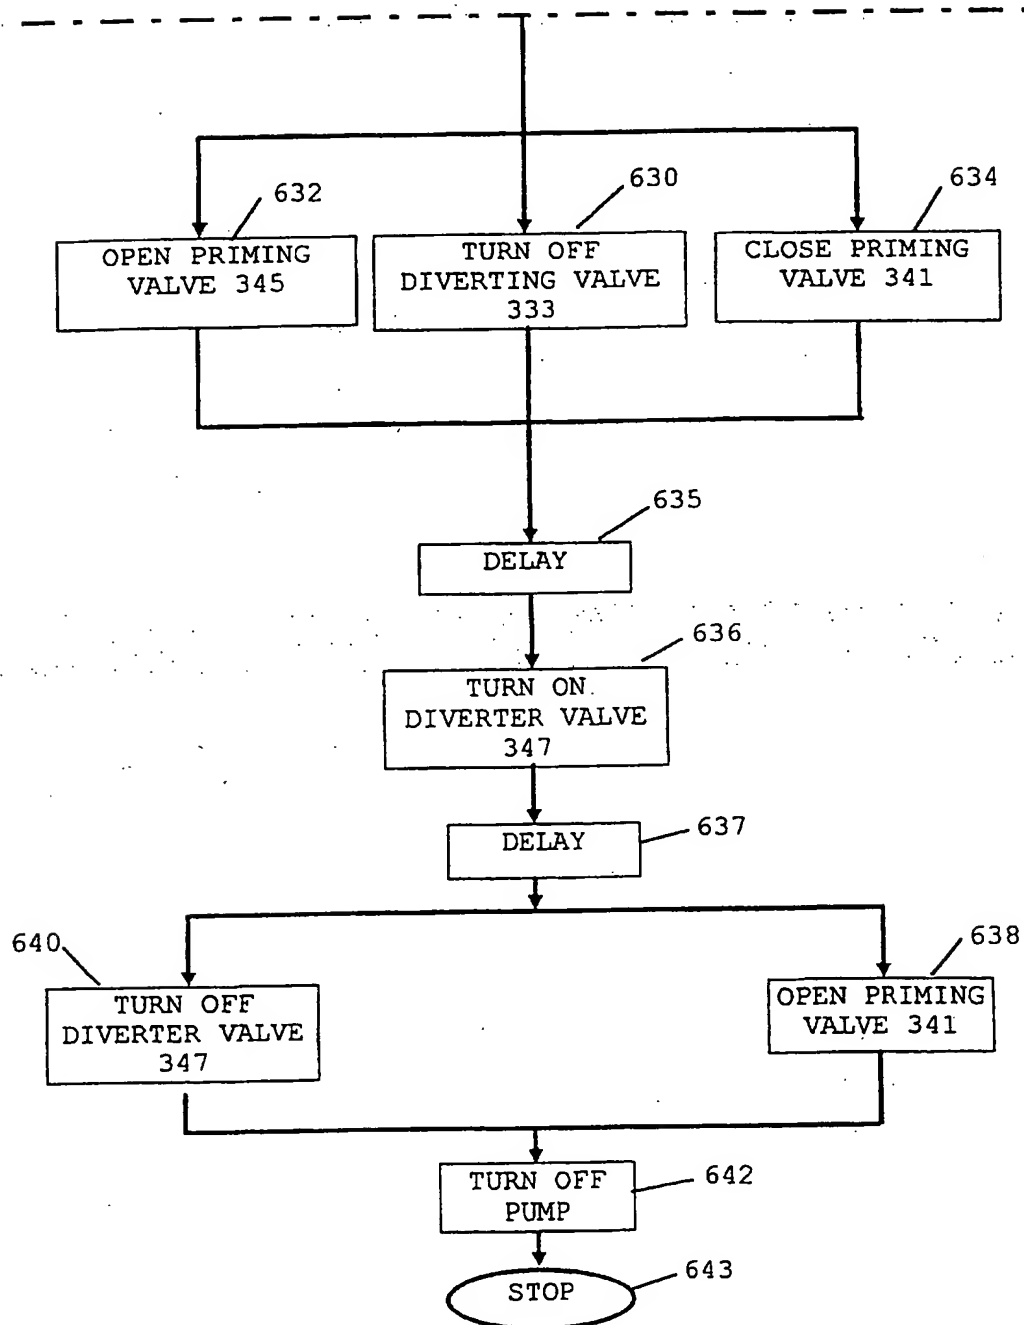 632
630
634
OPEN PRIMING
VALVE 345
TURN OFF
DIVERTING VALVE
333
CLOSE PRIMING
VALVE 341
635
DELAY
636
TURN ON
DIVERTER VALVE
347
637
DELAY
640
638
TURN OFF
DIVERTER VALVE
347
OPEN PRIMING
VALVE 341
642
TURN OFF
PUMP
643
STOP